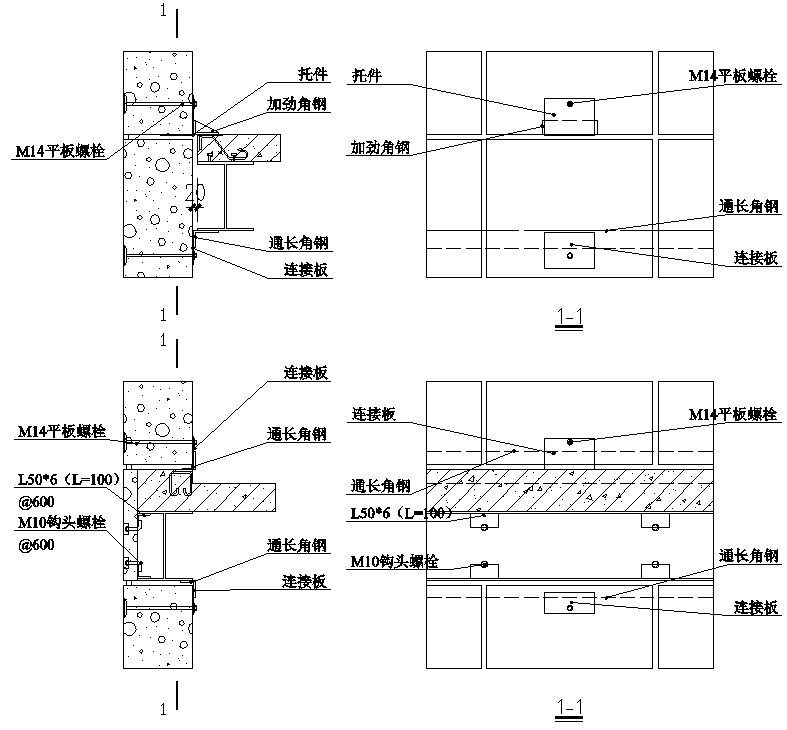 1
托件
加劲角钢
M14平板螺栓
20
通长角钢
连接板
1
托件
M14平板螺栓
加劲角钢
通长角钢
连接板
1-1
1
连接板
M14平板螺栓
通长角钢
L50*6（L=100）
@600
M10钩头螺栓
@600
通长角钢
连接板
1
连接板
M14平板螺栓
通长角钢
L50*6（L=100）
M10钩头螺栓
通长角钢
连接板
1-1